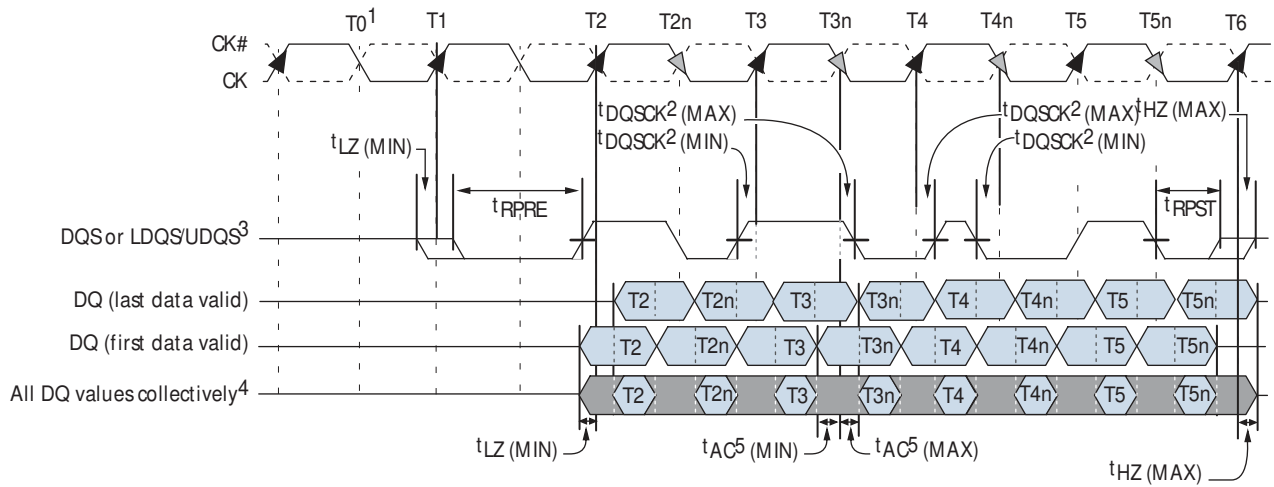 T0¹ T1 T2 T2n T3 T3n T4 T4n T5 T5n T6
CK#
CK
tDQSCK² (MAX) tDQSCK² (MAX) tHZ (MAX)
tLZ (MIN) tDQSCK² (MIN) tDQSCK² (MIN)
tRPRE tRPST
DQS or LDQS/UDQS³
DQ (last data valid) T2 T2n T3 T3n T4 T4n T5 T5n
DQ (first data valid) T2 T2n T3 T3n T4 T4n T5 T5n
All DQ values collectively⁴ T2 T2n T3 T3n T4 T4n T5 T5n
tLZ (MIN) tAC⁵ (MIN) tAC⁵ (MAX)
tHZ (MAX)